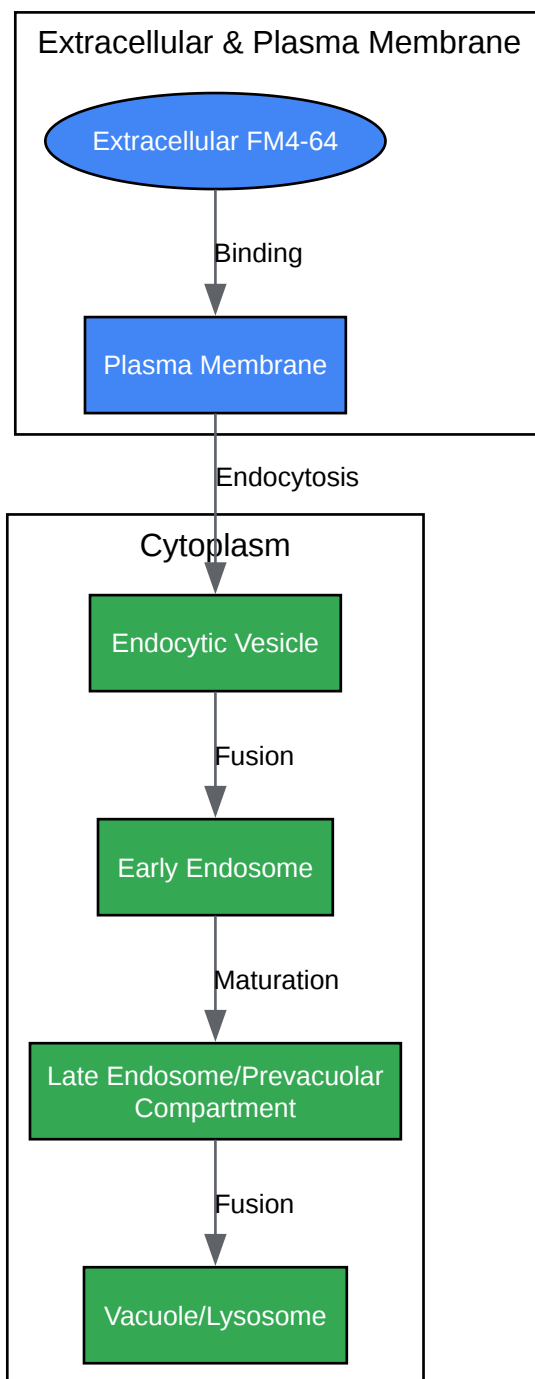 Extracellular & Plasma Membrane
Extracellular FM4-64
Binding
Plasma Membrane
Endocytosis
Cytoplasm
Endocytic Vesicle
Fusion
Early Endosome
Maturation
Late Endosome/Prevacuolar
Compartment
Fusion
Vacuole/Lysosome